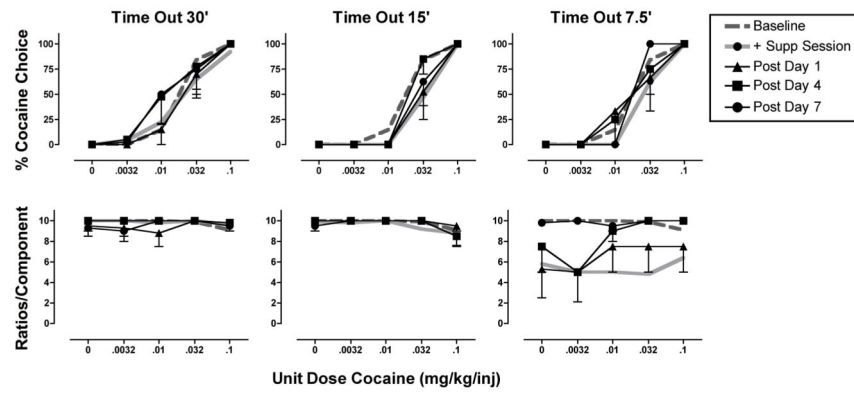 Time Out 30' Time Out 15' Time Out 7.5'
Baseline
+ Supp Session
Post Day 1
Post Day 4
Post Day 7
% Cocaine Choice
100 100 100
75 75 75
50 50 50
25 25 25
0 0 0
0 .0032 .01 .032 .1 0 .0032 .01 .032 .1 0 .0032 .01 .032 .1
Ratios/Component
10 10 10
8 8 8
6 6 6
4 4 4
2 2 2
0 0 0
0 .0032 .01 .032 .1 0 .0032 .01 .032 .1 0 .0032 .01 .032 .1
Unit Dose Cocaine (mg/kg/inj)